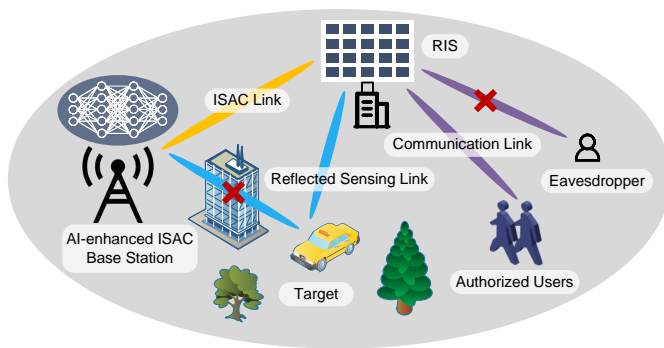 RIS
ISAC Link
Communication Link
Reflected Sensing Link
Eavesdropper
AI-enhanced ISAC
Base Station
Target
Authorized Users